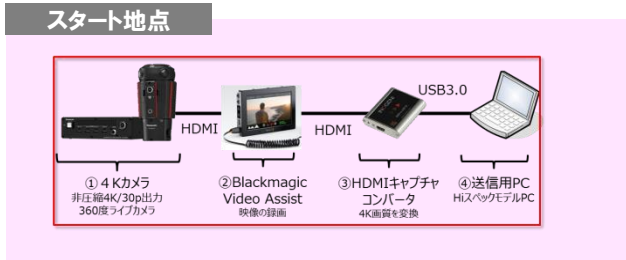 スタート地点
USB3.0
HDMI
HDMI
①４Kカメラ
非圧縮4K/30p出力
360度ライブカメラ
②Blackmagic
Video Assist
映像の録画
③HDMIキャプチャ
コンバータ
4K画質を変換
④送信用PC
HiスペックモデルPC